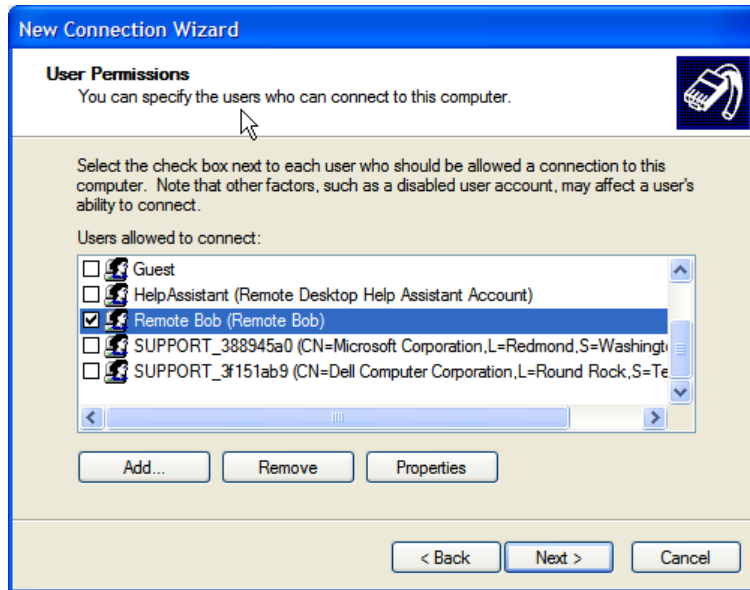 New Connection Wizard
User Permissions
You can specify the users who can connect to this computer.
Select the check box next to each user who should be allowed a connection to this
computer. Note that other factors, such as a disabled user account, may affect a user's
ability to connect.
Users allowed to connect:
Guest
HelpAssistant (Remote Desktop Help Assistant Account)
Remote Bob (Remote Bob)
SUPPORT_388945a0 (CN=Microsoft Corporation,L=Redmond,S=Washingt
SUPPORT_3f151ab9 (CN=Dell Computer Corporation,L=Round Rock,S=Te
Add...
Remove
Properties
< Back
Next >
Cancel